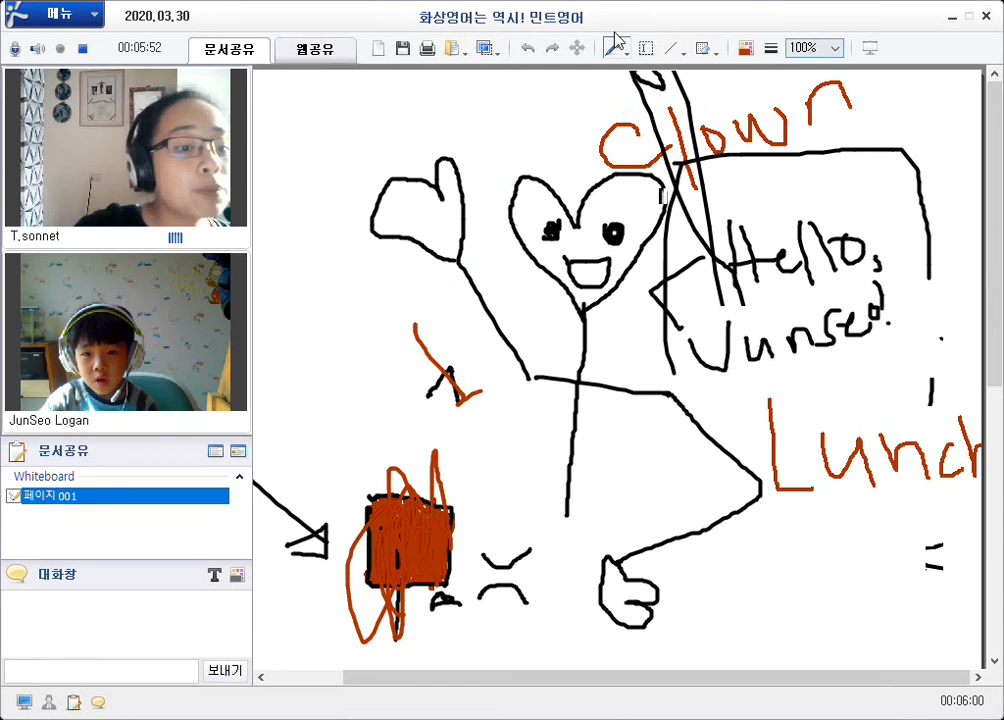 메뉴
2020.03.30
화상영어는 역시! 민트영어
00:05:52
문서공유
웹공유
100%
T.sonnet
JunSeo Logan
문서공유
Whiteboard
페이지 001
대화창
보내기
Clown
Hello,
Junseo!
Lunch
00:06:00